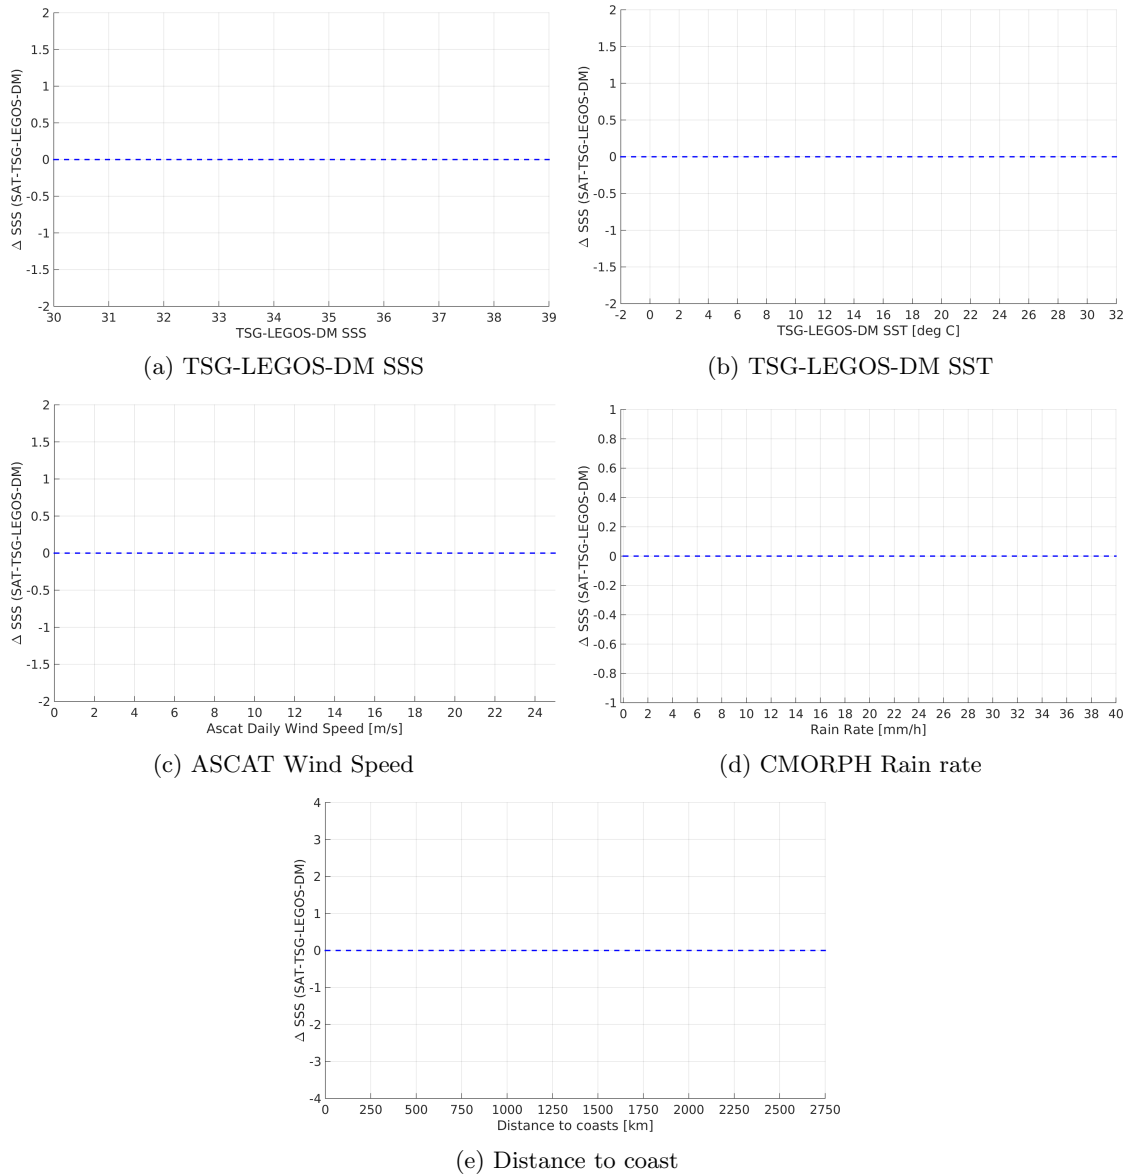 2
1.5
1
0.5
0
-0.5
-1
-1.5
-2
Δ SSS (SAT-TSG-LEGOS-DM)
30 31 32 33 34 35 36 37 38 39
TSG-LEGOS-DM SSS
(a) TSG-LEGOS-DM SSS
2
1.5
1
0.5
0
-0.5
-1
-1.5
-2
Δ SSS (SAT-TSG-LEGOS-DM)
-2 0 2 4 6 8 10 12 14 16 18 20 22 24 26 28 30 32
TSG-LEGOS-DM SST [deg C]
(b) TSG-LEGOS-DM SST
2
1.5
1
0.5
0
-0.5
-1
-1.5
-2
Δ SSS (SAT-TSG-LEGOS-DM)
0 2 4 6 8 10 12 14 16 18 20 22 24
Ascat Daily Wind Speed [m/s]
(c) ASCAT Wind Speed
1
0.8
0.6
0.4
0.2
0
-0.2
-0.4
-0.6
-0.8
-1
Δ SSS (SAT-TSG-LEGOS-DM)
0 2 4 6 8 10 12 14 16 18 20 22 24 26 28 30 32 34 36 38 40
Rain Rate [mm/h]
(d) CMORPH Rain rate
4
3
2
1
0
-1
-2
-3
-4
Δ SSS (SAT-TSG-LEGOS-DM)
0 250 500 750 1000 1250 1500 1750 2000 2250 2500 2750
Distance to coasts [km]
(e) Distance to coast